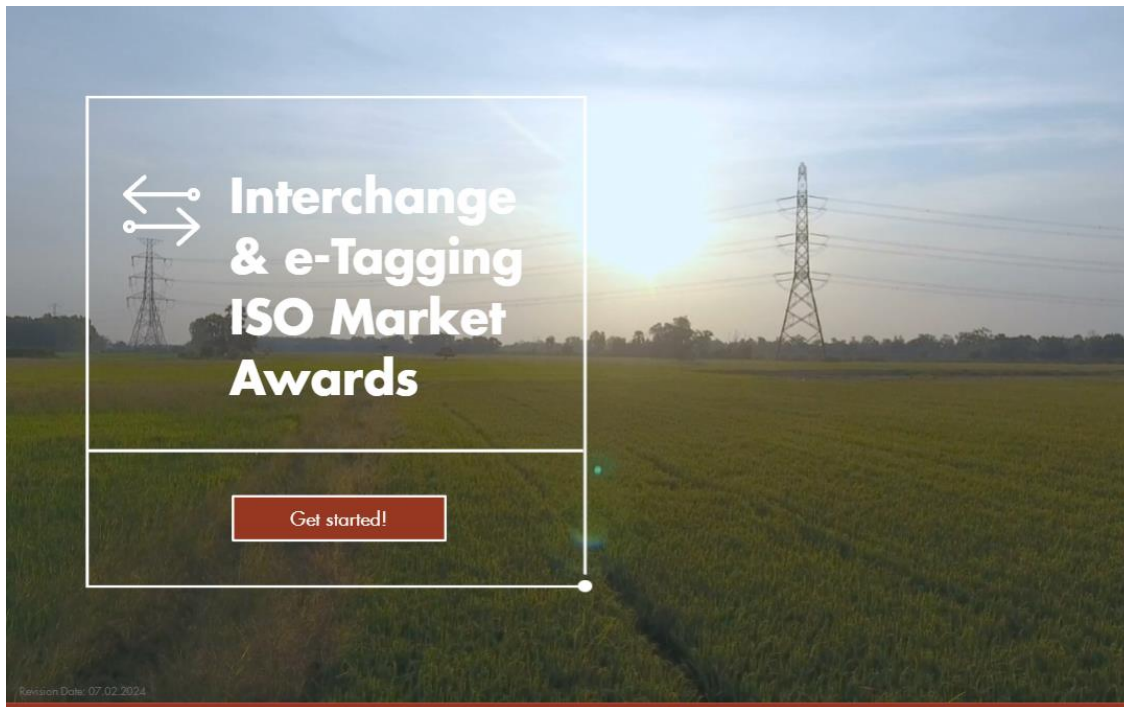 Interchange
& e-Tagging
ISO Market
Awards
Get started!
Revision Date: 07.02.2024